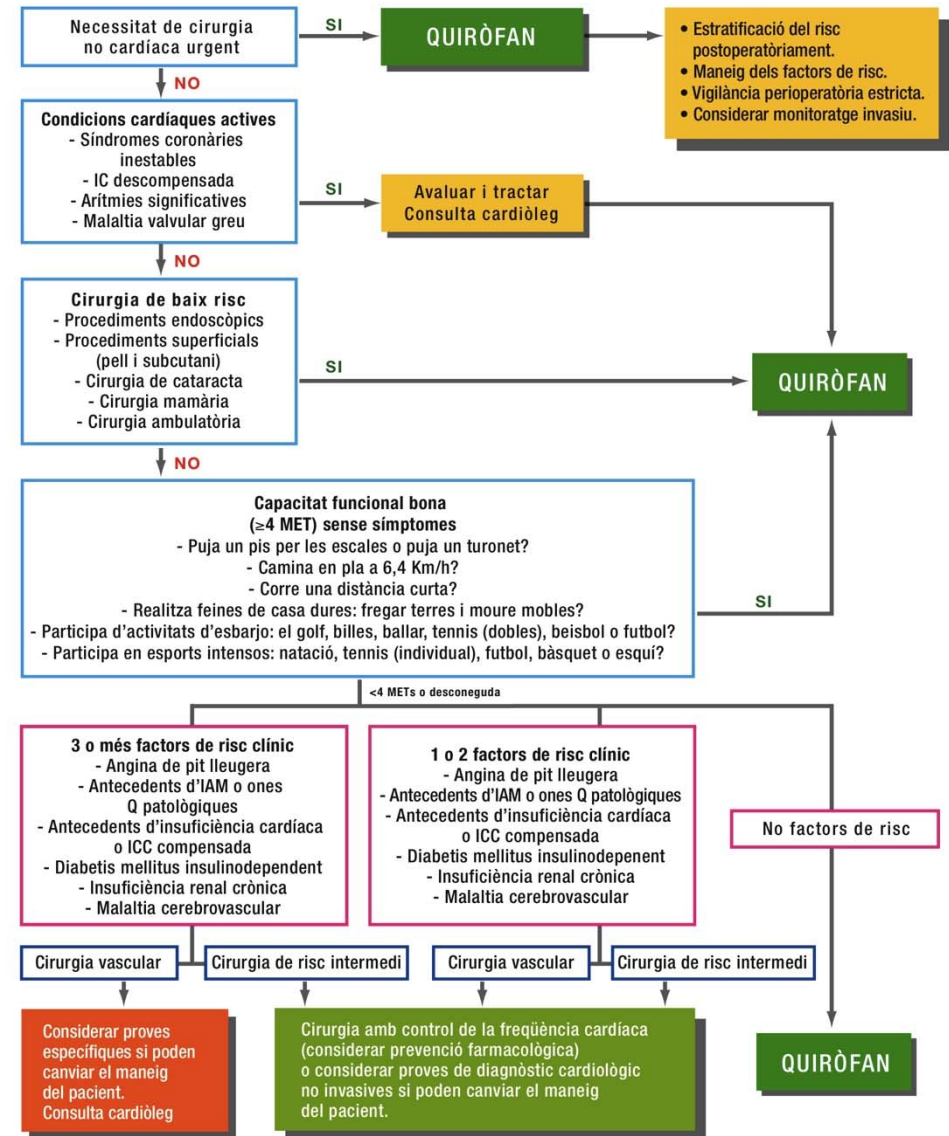 Necessitat de cirurgia
no cardíaca urgent
SI
QUIRÒFAN
• Estratificació del risc
postoperatòriament.
• Maneig dels factors de risc.
• Vigilància perioperatòria estricta.
• Considerar monitoratge invasiu.
NO
Condicions cardíaques actives
- Síndromes coronàries
inestables
- IC descompensada
- Arítmies significatives
- Malaltia valvular greu
SI
Avaluar i tractar
Consulta cardiòleg
NO
Cirurgia de baix risc
- Procediments endoscòpics
- Procediments superficials
(pell i subcutani)
- Cirurgia de cataracta
- Cirurgia mamària
- Cirurgia ambulatòria
SI
QUIRÒFAN
NO
Capacitat funcional bona
(≥4 MET) sense símptomes
- Puja un pis per les escales o puja un turonet?
- Camina en pla a 6,4 Km/h?
- Corre una distància curta?
- Realitza feines de casa dures: fregar terres i moure mobles?
- Participa d'activitats d'esbarjo: el golf, billes, ballar, tennis (dobles), beisbol o futbol?
- Participa en esports intensos: natació, tennis (individual), futbol, bàsquet o esquí?
SI
<4 METs o desconeguda
3 o més factors de risc clínic
- Angina de pit lleugera
- Antecedents d'IAM o ones
Q patològiques
- Antecedents d'insuficiència cardíaca
o ICC compensada
- Diabetis mellitus insulinodependent
- Insuficiència renal crònica
- Malaltia cerebrovascular
1 o 2 factors de risc clínic
- Angina de pit lleugera
- Antecedents d'IAM o ones Q patològiques
- Antecedents d'insuficiència cardíaca
o ICC compensada
- Diabetis mellitus insulinodepenent
- Insuficiència renal crònica
- Malaltia cerebrovascular
No factors de risc
Cirurgia vascular
Cirurgia de risc intermedi
Cirurgia vascular
Cirurgia de risc intermedi
Considerar proves
específiques si poden
canviar el maneig
del pacient.
Consulta cardiòleg
Cirurgia amb control de la freqüència cardíaca
(considerar prevenció farmacològica)
o considerar proves de diagnòstic cardiològic
no invasives si poden canviar el maneig
del pacient.
QUIRÒFAN